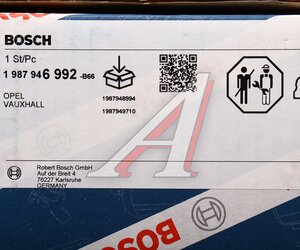 BOSCH
1 St/Pc
1 987 946 992 -B66
OPEL
VAUXHALL
1987948994
1987949710
Robert Bosch GmbH
Auf der Breit 4
76227 Karlsruhe
GERMANY
BOSCH